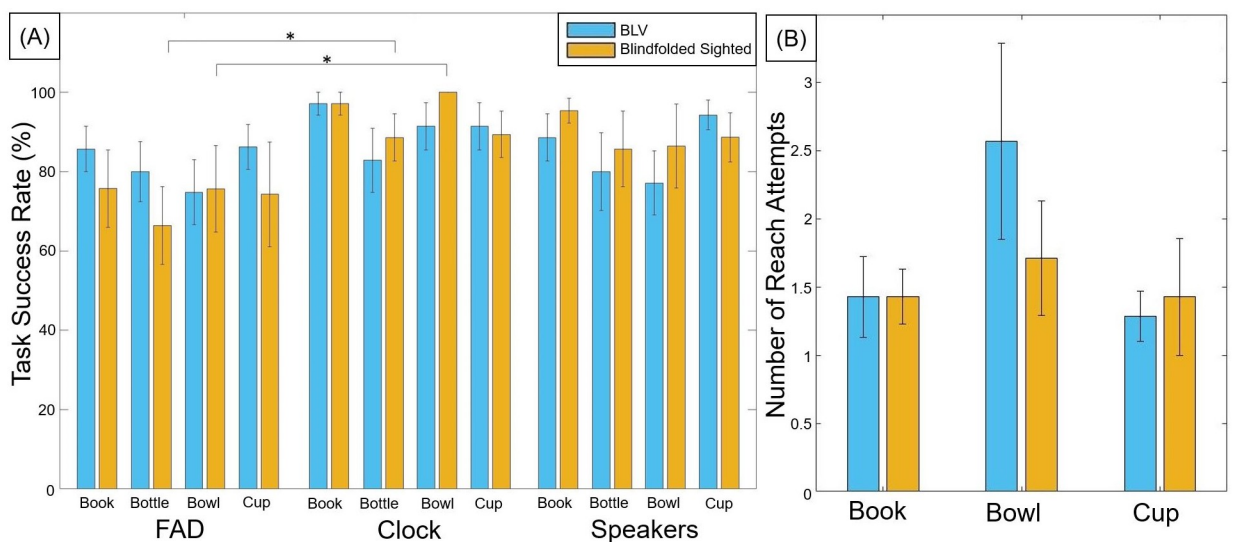 (A)
*
*
BLV
Blindfolded Sighted
Task Success Rate (%)
100
80
60
40
20
0
Book Bottle Bowl Cup Book Bottle Bowl Cup Book Bottle Bowl Cup
FAD Clock Speakers
(B)
Number of Reach Attempts
3
2.5
2
1.5
1
0.5
0
Book Bowl Cup